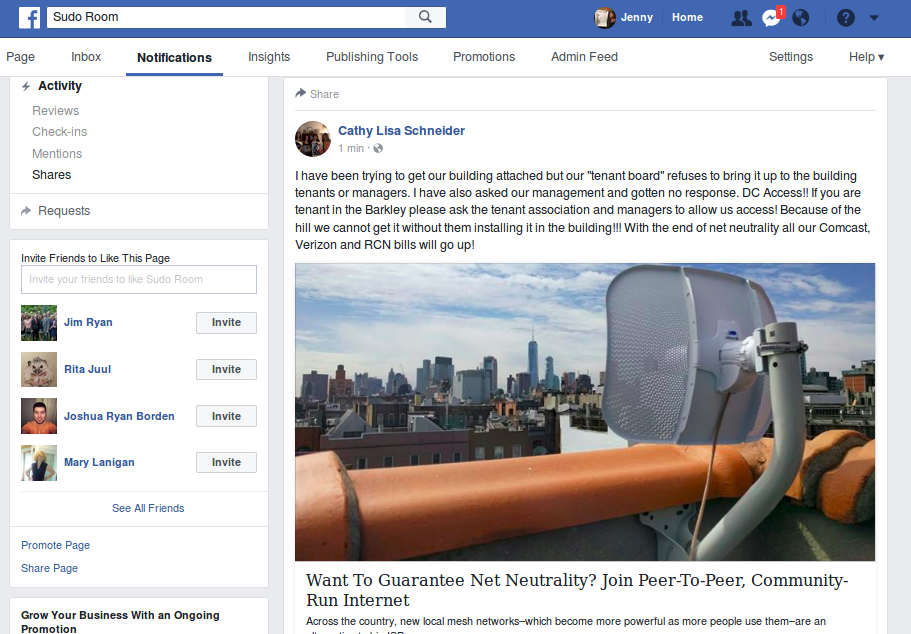 f
Sudo Room
Jenny
Home
1
?
Page
Inbox
Notifications
Insights
Publishing Tools
Promotions
Admin Feed
Settings
Help ▾
Activity
Reviews
Check-ins
Mentions
Shares
Requests
Invite Friends to Like This Page
Invite your friends to like Sudo Room
Jim Ryan
Invite
Rita Juul
Invite
Joshua Ryan Borden
Invite
Mary Lanigan
Invite
See All Friends
Promote Page
Share Page
Grow Your Business With an Ongoing
Promotion
Share
Cathy Lisa Schneider
1 min ·
I have been trying to get our building attached but our "tenant board" refuses to bring it up to the building
tenants or managers. I have also asked our management and gotten no response. DC Access!! If you are
tenant in the Barkley please ask the tenant association and managers to allow us access! Because of the
hill we cannot get it without them installing it in the building!!! With the end of net neutrality all our Comcast,
Verizon and RCN bills will go up!
Want To Guarantee Net Neutrality? Join Peer-To-Peer, Community-
Run Internet
Across the country, new local mesh networks–which become more powerful as more people use them–are an